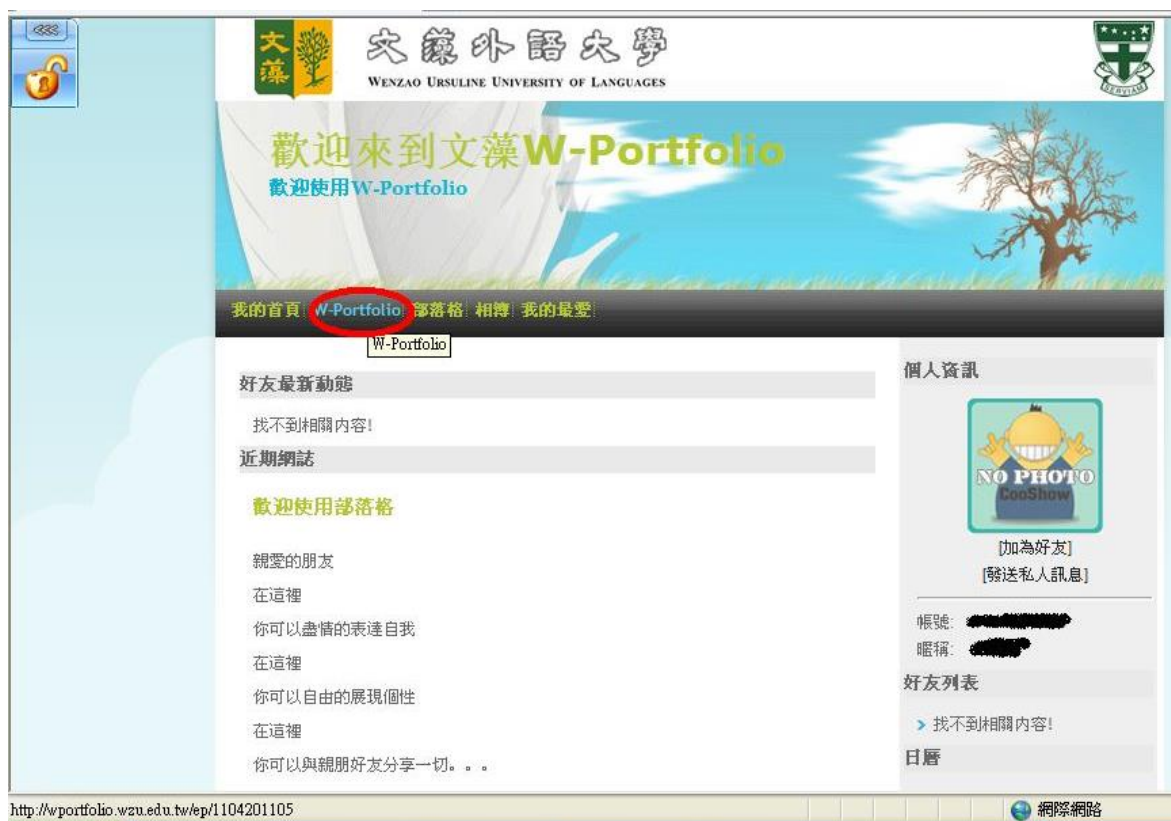 文藻
文藻外語大學
WENZAO URSULINE UNIVERSITY OF LANGUAGES
SERVIAM
歡迎來到文藻W-Portfolio
歡迎使用W-Portfolio
我的首頁 W-Portfolio 部落格 相簿 我的最愛
W-Portfolio
好友最新動態
找不到相關內容!
近期網誌
歡迎使用部落格
親愛的朋友
在這裡
你可以盡情的表達自我
在這裡
你可以自由的展現個性
在這裡
你可以與親朋好友分享一切。。。
個人資訊
NO PHOTO
CooShow
[加為好友]
[發送私人訊息]
帳號:
暱稱:
好友列表
找不到相關內容!
日曆
http://wportfolio.wzu.edu.tw/ep/1104201105
網際網路